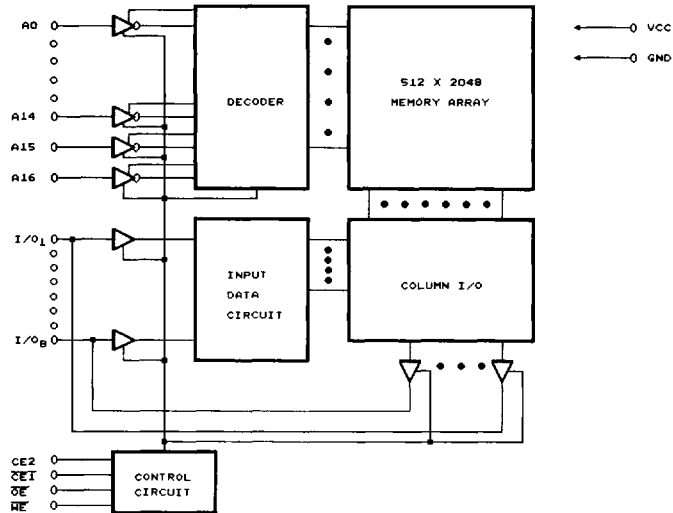 A0
A14
A15
A16
DECODER
512 X 2048
MEMORY ARRAY
VCC
GND
I/O1
I/O8
INPUT
DATA
CIRCUIT
COLUMN I/O
CE2
CE1
OE
WE
CONTROL
CIRCUIT